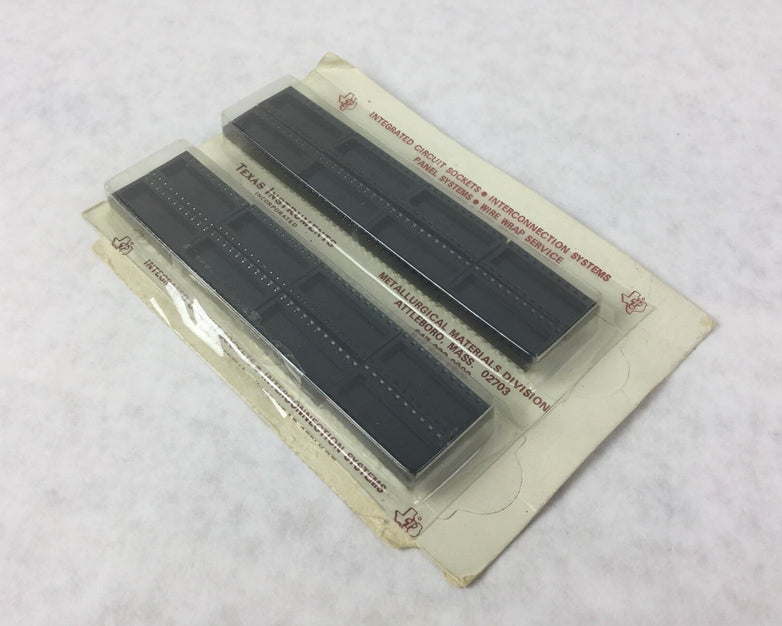 INTEGRATED CIRCUIT SOCKETS • INTERCONNECTION SYSTEMS
PANEL SYSTEMS • WIRE WRAP SERVICE
TEXAS INSTRUMENTS
INCORPORATED
METALLURGICAL MATERIALS DIVISION
ATTLEBORO, MASS. 02703
INTEGRATED
INTERCONNECTION SYSTEMS